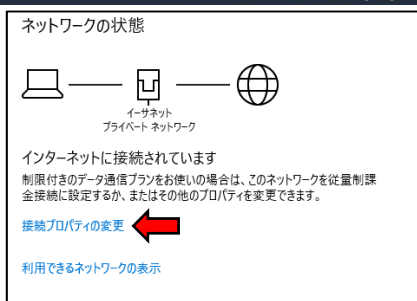 ネットワークの状態
イーサネット
プライベート ネットワーク
インターネットに接続されています
制限付きのデータ通信プランをお使いの場合は、このネットワークを従量制課
金接続に設定するか、またはその他のプロパティを変更できます。
接続プロパティの変更
利用できるネットワークの表示